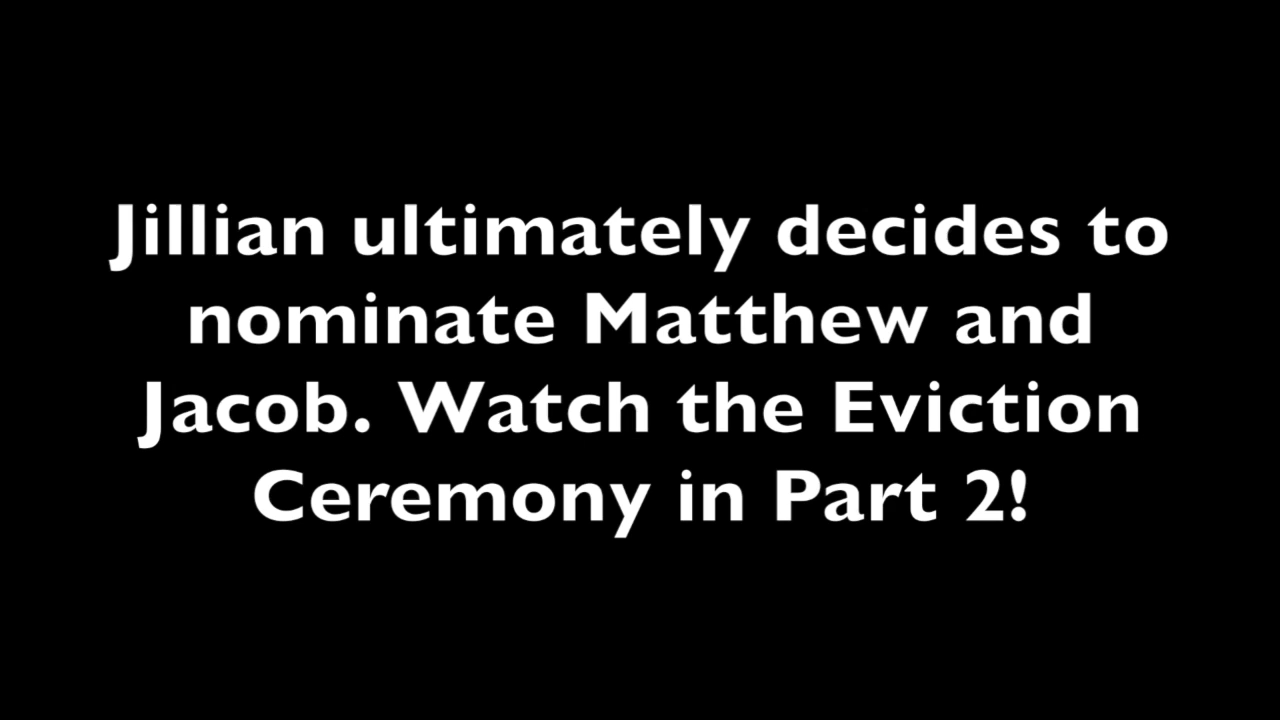 Jillian ultimately decides to
nominate Matthew and
Jacob. Watch the Eviction
Ceremony in Part 2!